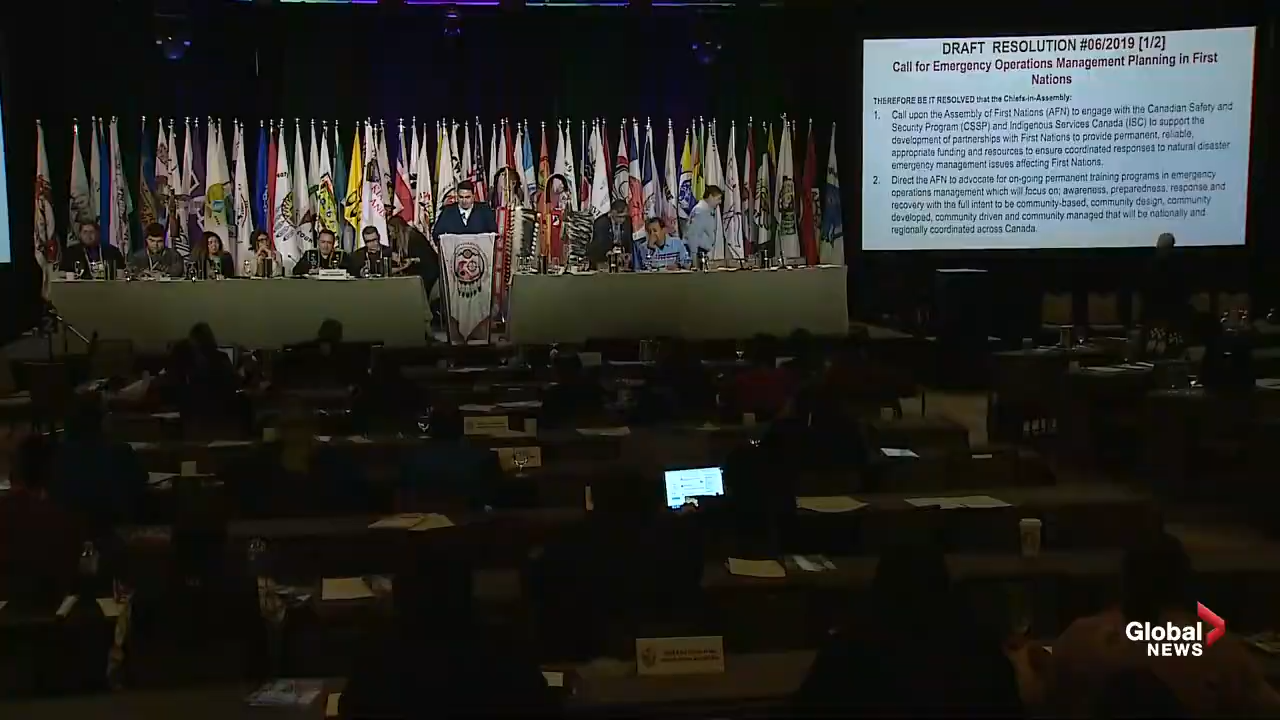 DRAFT RESOLUTION #06/2019 [1/2]
Call for Emergency Operations Management Planning in First
Nations
THEREFORE BE IT RESOLVED that the Chiefs-in-Assembly:
1. Call upon the Assembly of First Nations (AFN) to engage with the Canadian Safety and
Security Program (CSSP) and Indigenous Services Canada (ISC) to support the
development of partnerships with First Nations to provide permanent, reliable,
appropriate funding and resources to ensure coordinated responses to natural disaster
emergency management issues affecting First Nations.
2. Direct the AFN to advocate for on-going permanent training programs in emergency
operations management which will focus on; awareness, preparedness, response and
recovery with the full intent to be community-based, community design, community
developed, community driven and community managed that will be nationally and
regionally coordinated across Canada.
Global
NEWS